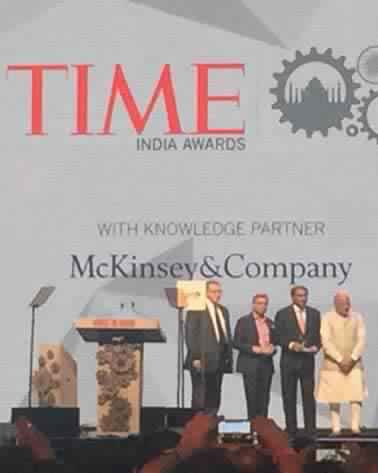 TIME
INDIA AWARDS
WITH KNOWLEDGE PARTNER
McKinsey&Company